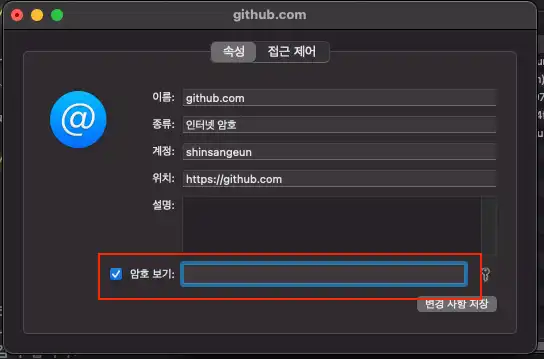 github.com
속성 접근 제어
이름: github.com
종류: 인터넷 암호
계정: shinsangeun
위치: https://github.com
설명:
암호 보기:
변경 사항 저장